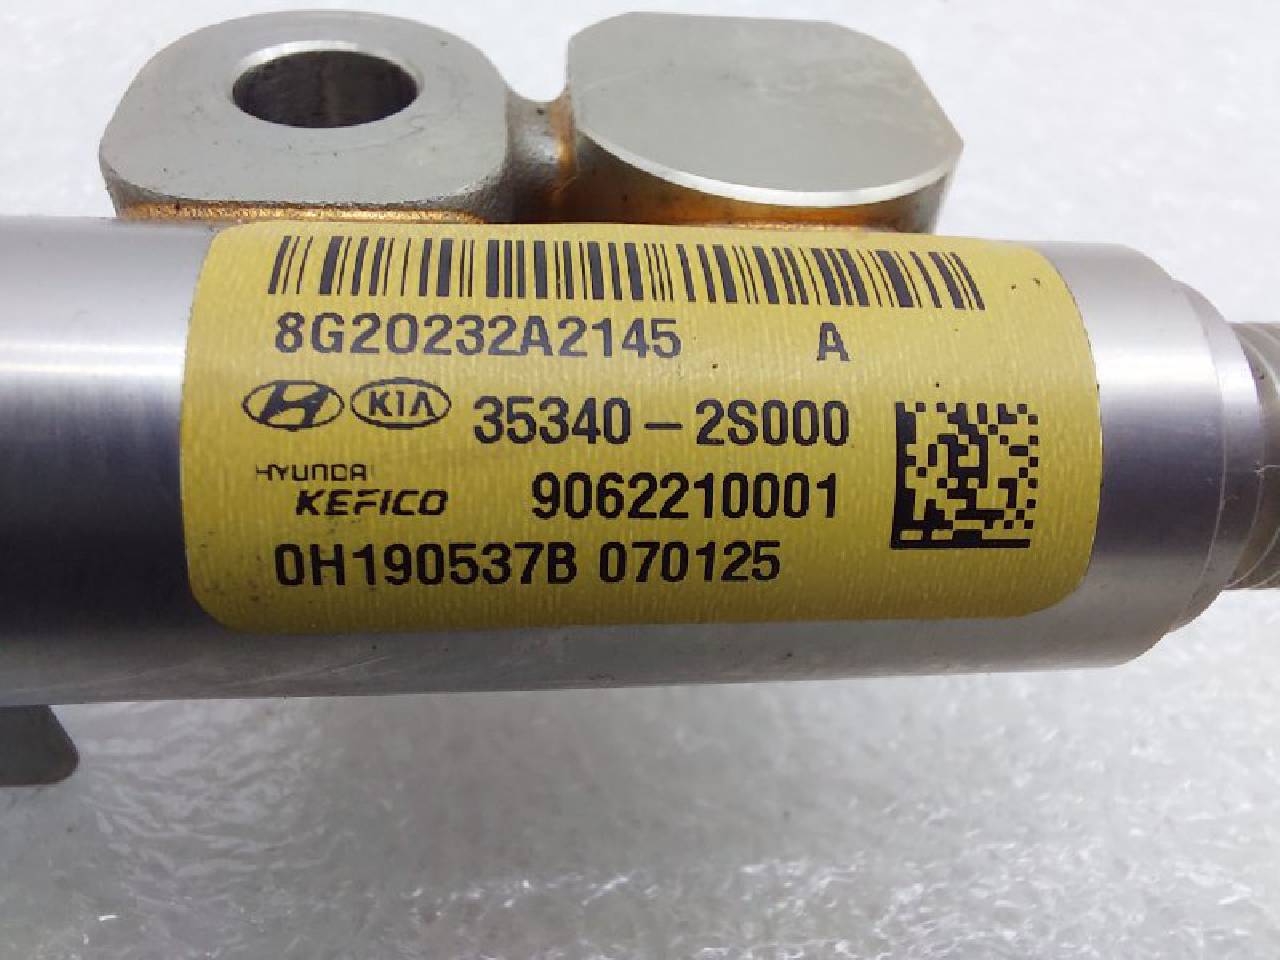 8G20232A2145 A
KIA 35340-2S000
HYUNDAI
KEFICO 9062210001
0H190537B 070125